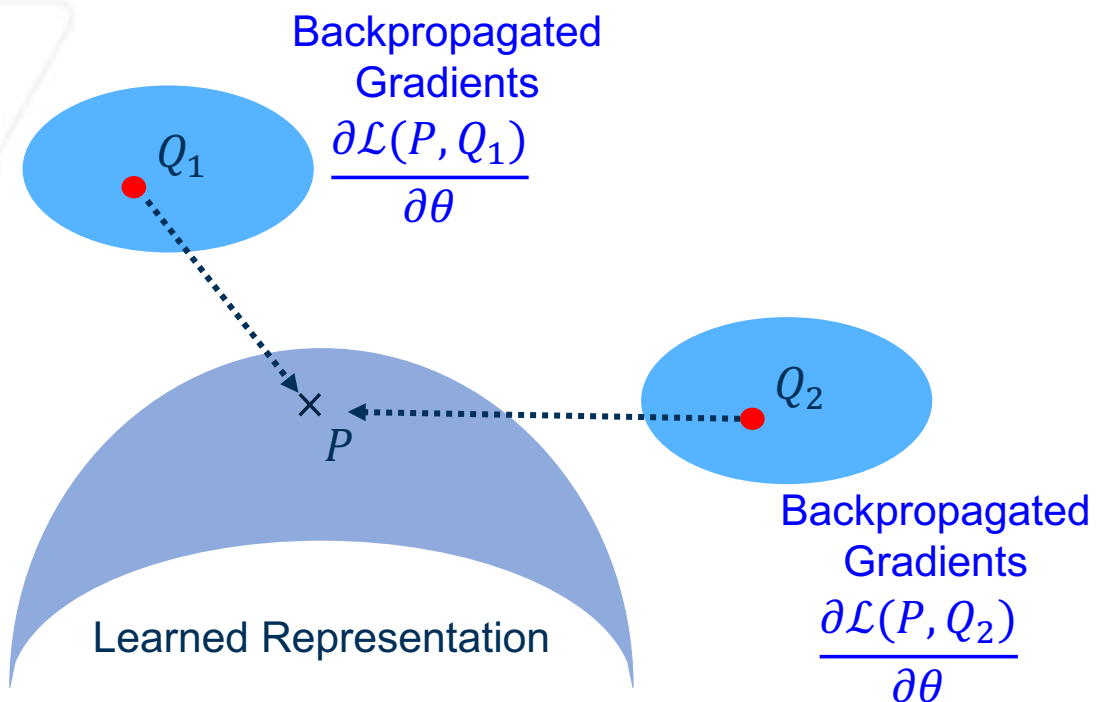 Backpropagated
Gradients
∂ℒ(P, Q₁)
∂θ
Q₁
Q₂
P
Backpropagated
Gradients
∂ℒ(P, Q₂)
∂θ
Learned Representation